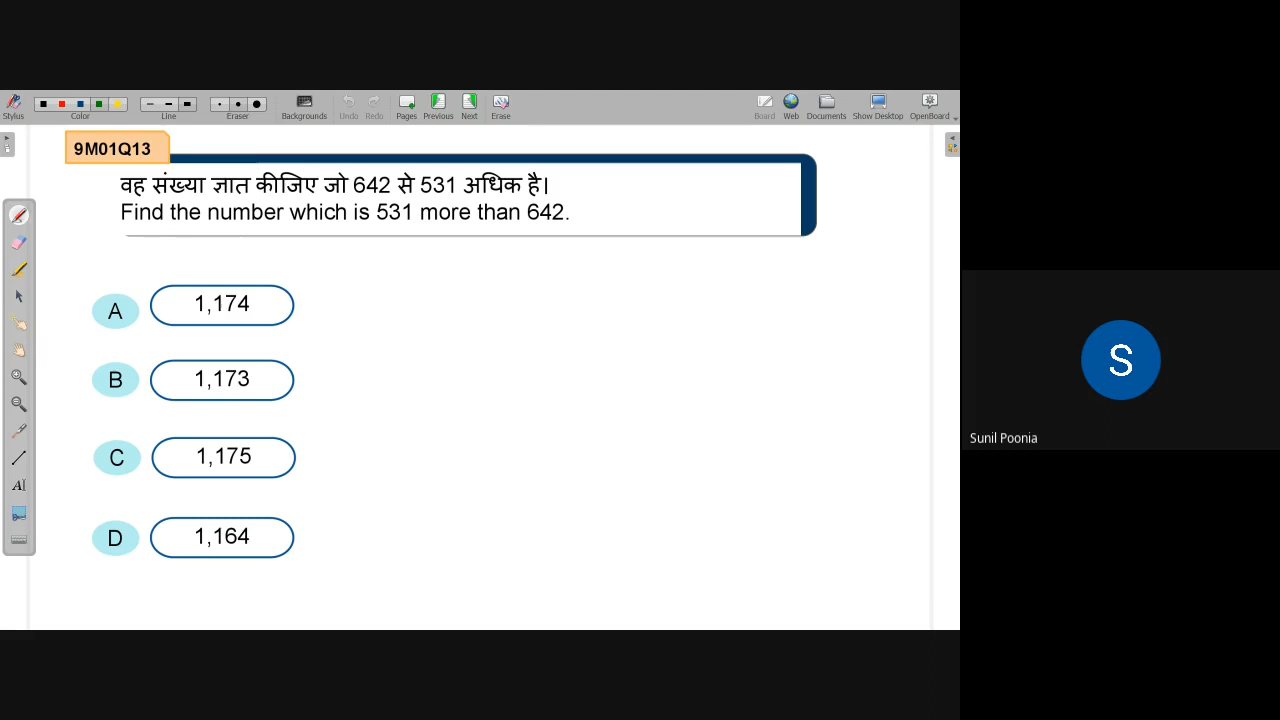 Stylus
Color
Line
Eraser
Backgrounds
Undo
Redo
Pages
Previous
Next
Erase
Board
Web
Documents
Show Desktop
OpenBoard
9M01Q13
वह संख्या ज्ञात कीजिए जो 642 से 531 अधिक है।
Find the number which is 531 more than 642.
A 1,174
B 1,173
C 1,175
D 1,164
AI
S
Sunil Poonia